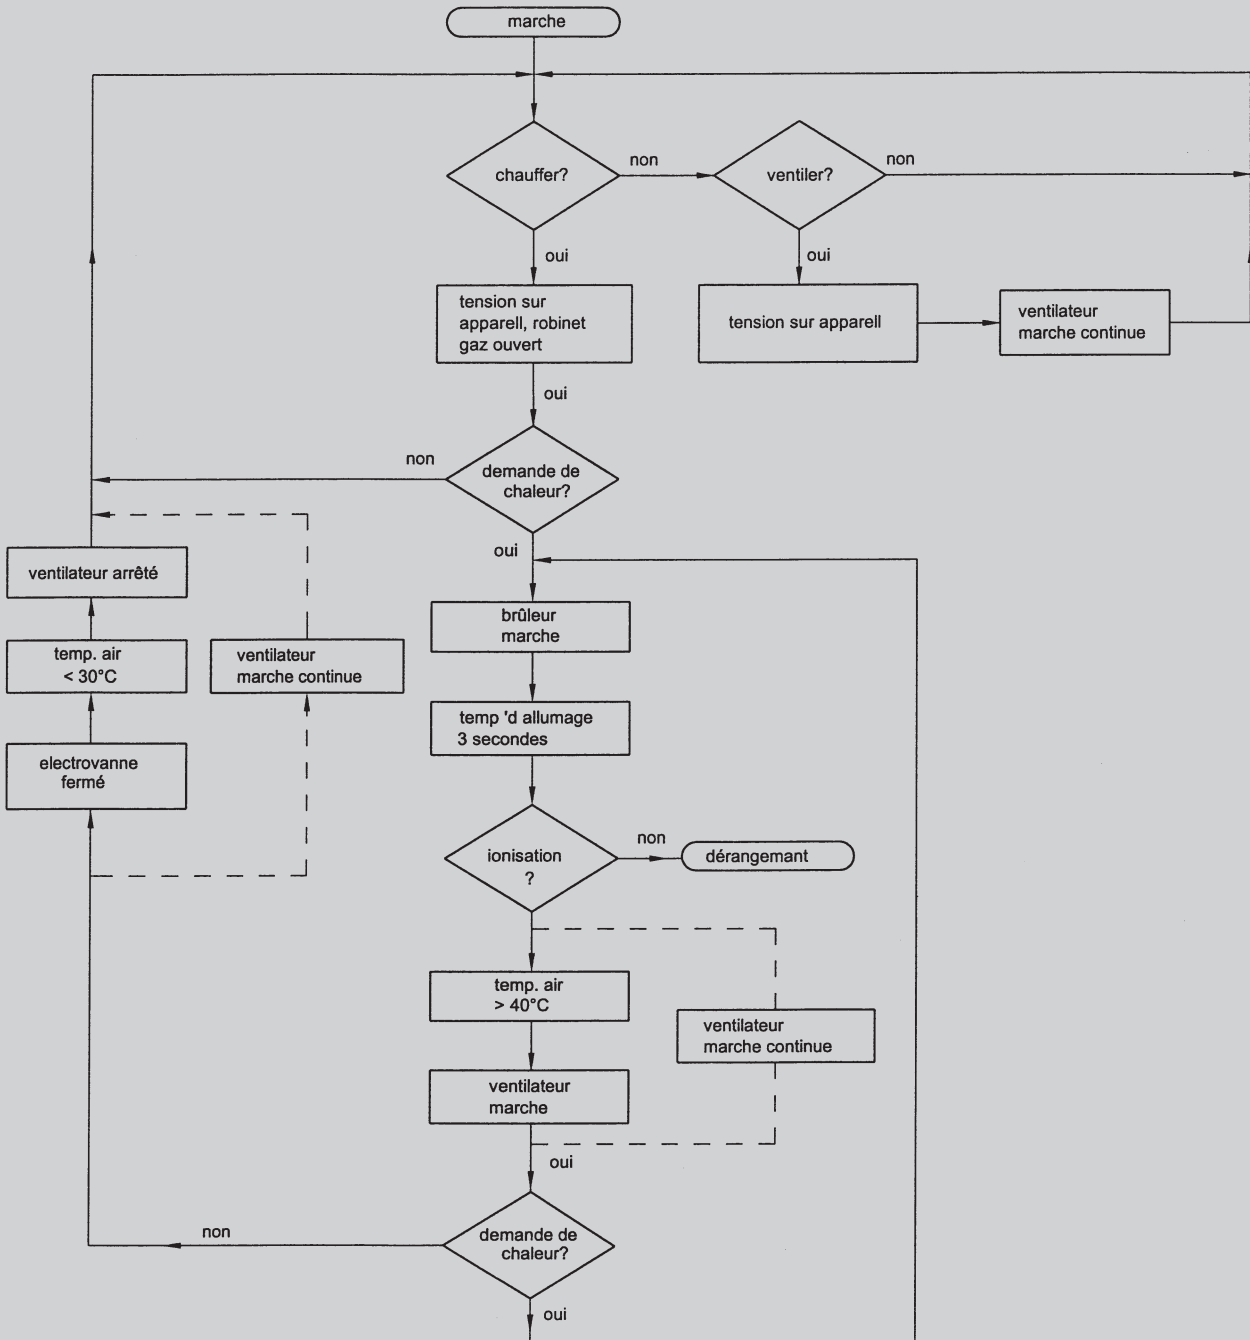 marche
chauffer?
non
ventiler?
non
oui
oui
tension sur
apparell, robinet
gaz ouvert
tension sur apparell
ventilateur
marche continue
oui
non
demande de
chaleur?
oui
ventilateur arrêté
brûleur
marche
temp. air
< 30°C
ventilateur
marche continue
temp 'd allumage
3 secondes
electrovanne
fermé
ionisation
?
non
dérangemant
temp. air
> 40°C
ventilateur
marche continue
ventilateur
marche
oui
non
demande de
chaleur?
oui